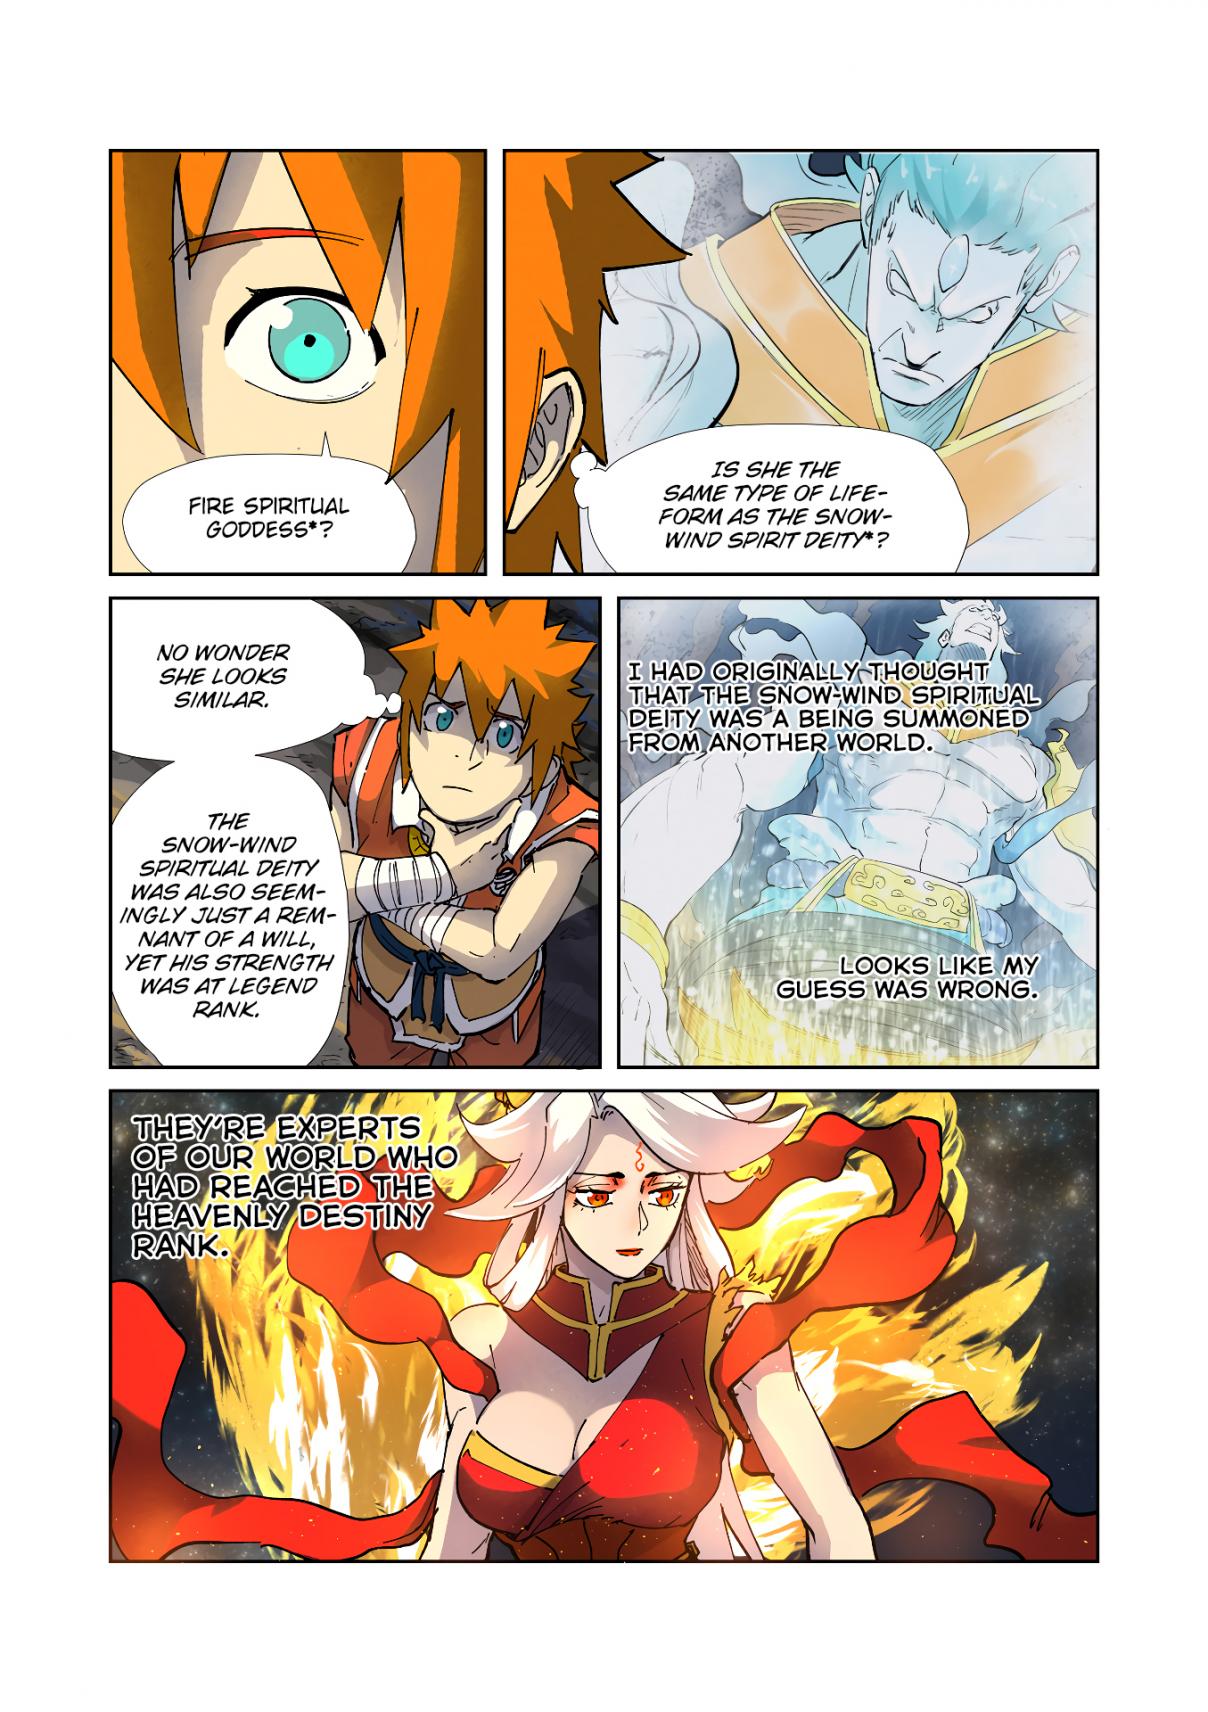 FIRE SPIRITUAL
GODDESS*?
IS SHE THE
SAME TYPE OF LIFE-
FORM AS THE SNOW-
WIND SPIRIT DEITY*?
NO WONDER
SHE LOOKS
SIMILAR.
THE
SNOW-WIND
SPIRITUAL DEITY
WAS ALSO SEEM-
INGLY JUST A REM-
NANT OF A WILL,
YET HIS STRENGTH
WAS AT LEGEND
RANK.
I HAD ORIGINALLY THOUGHT
THAT THE SNOW-WIND SPIRITUAL
DEITY WAS A BEING SUMMONED
FROM ANOTHER WORLD.
LOOKS LIKE MY
GUESS WAS WRONG.
THEY'RE EXPERTS
OF OUR WORLD WHO
HAD REACHED THE
HEAVENLY DESTINY
RANK.